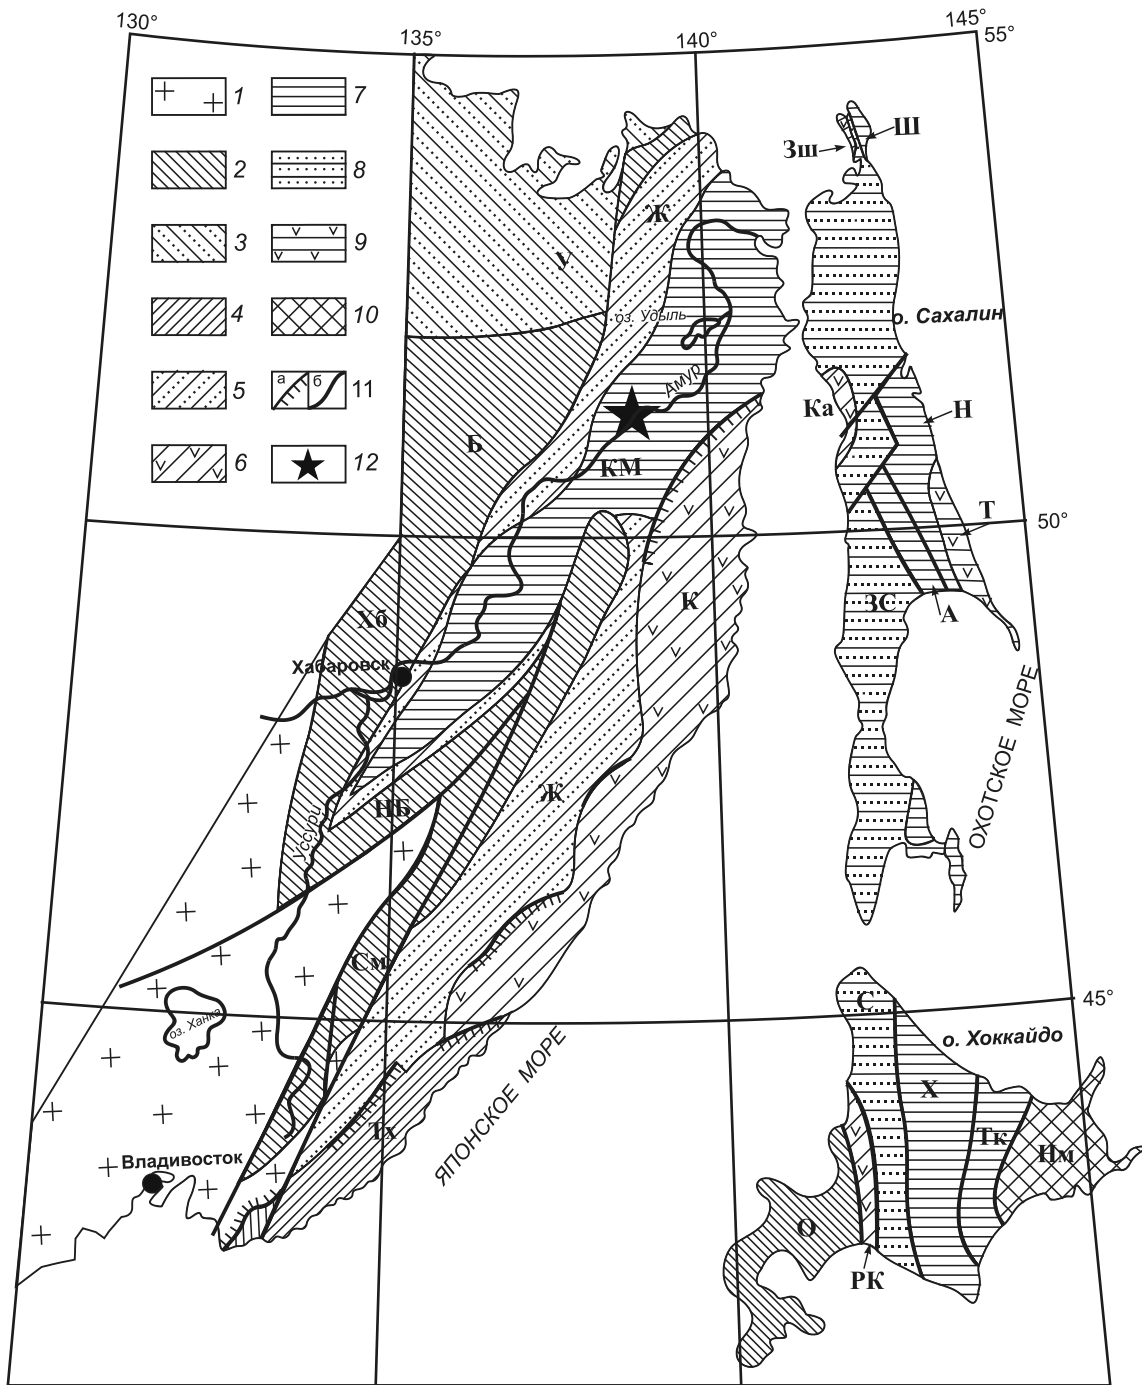 130°
135°
140°
145°
55°
1
7
2
8
3
9
4
10
5
а
б
11
6
12
Ш
Зш
Ж
У
оз. Удыль
о. Сахалин
Амур
Ка
Н
Б
КМ
Т
50°
К
ЗС
А
Хб
Хабаровск
ОХОТСКОЕ МОРЕ
Ж
НБ
Уссури
См
С
45°
оз. Ханка
о. Хоккайдо
Х
ЯПОНСКОЕ МОРЕ
Тх
Тк
Нм
Владивосток
О
РК